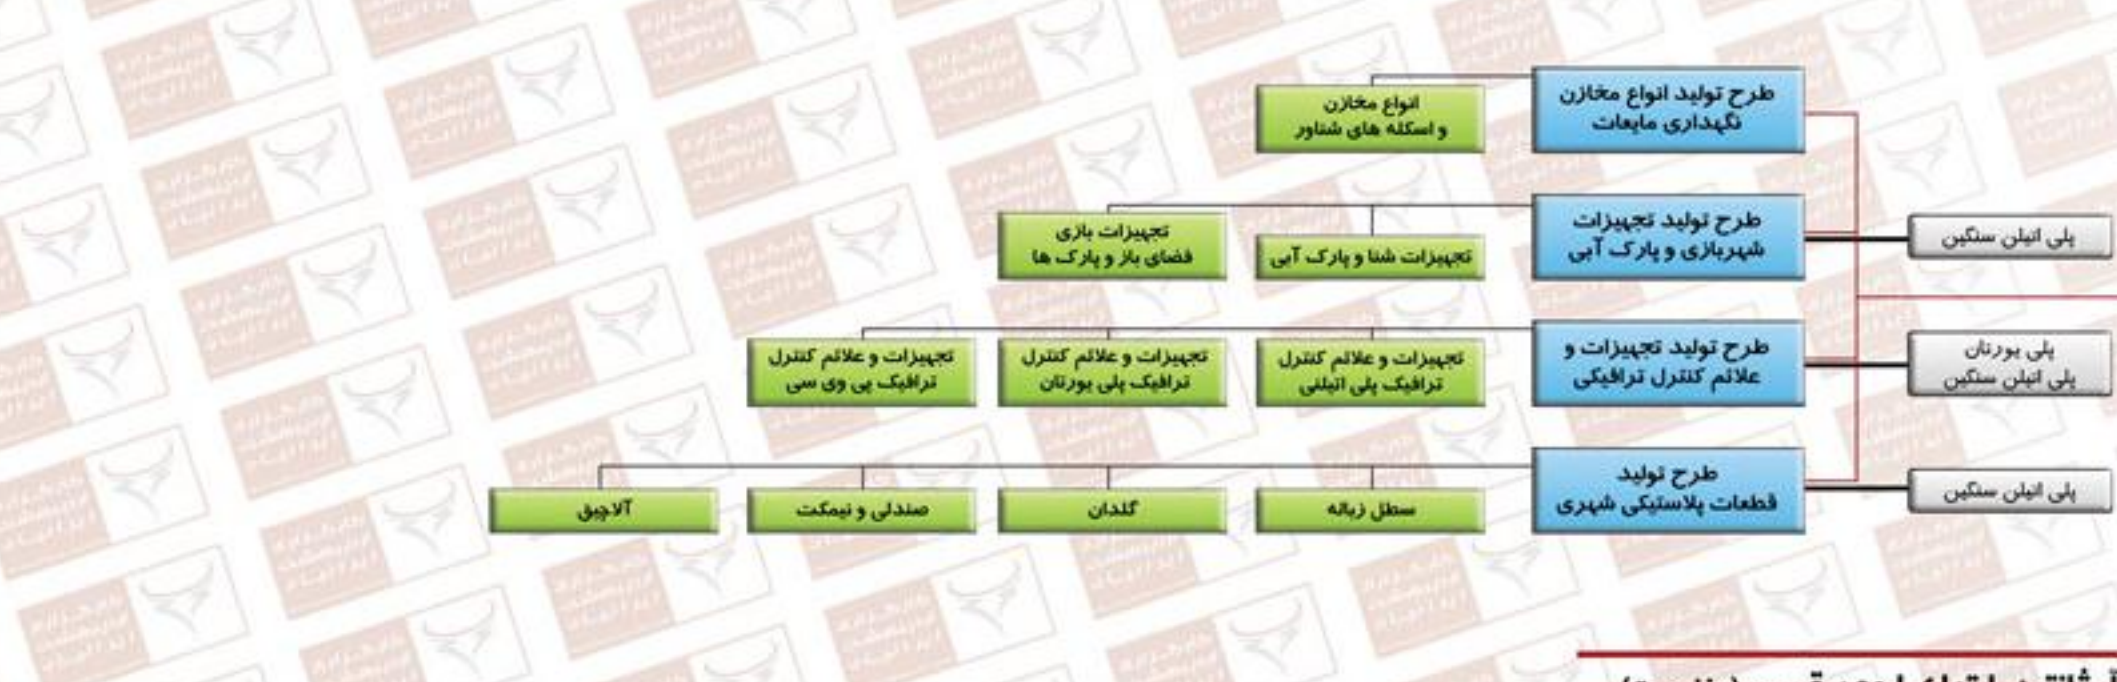 طرح تولید انواع مخازن
نگهداری مایعات
انواع مخازن
و اسکله های شناور
پلی اتیلن سنگین
طرح تولید تجهیزات
شهربازی و پارک آبی
تجهیزات شنا و پارک آبی
تجهیزات بازی
فضای باز و پارک ها
پلی یورتان
پلی اتیلن سنگین
طرح تولید تجهیزات و
علائم کنترل ترافیکی
تجهیزات و علائم کنترل
ترافیک پلی اتیلنی
تجهیزات و علائم کنترل
ترافیک پلی یورتان
تجهیزات و علائم کنترل
ترافیک پی وی سی
پلی اتیلن سنگین
طرح تولید
قطعات پلاستیکی شهری
سطل زباله
گلدان
صندلی و نیمکت
آلاچیق